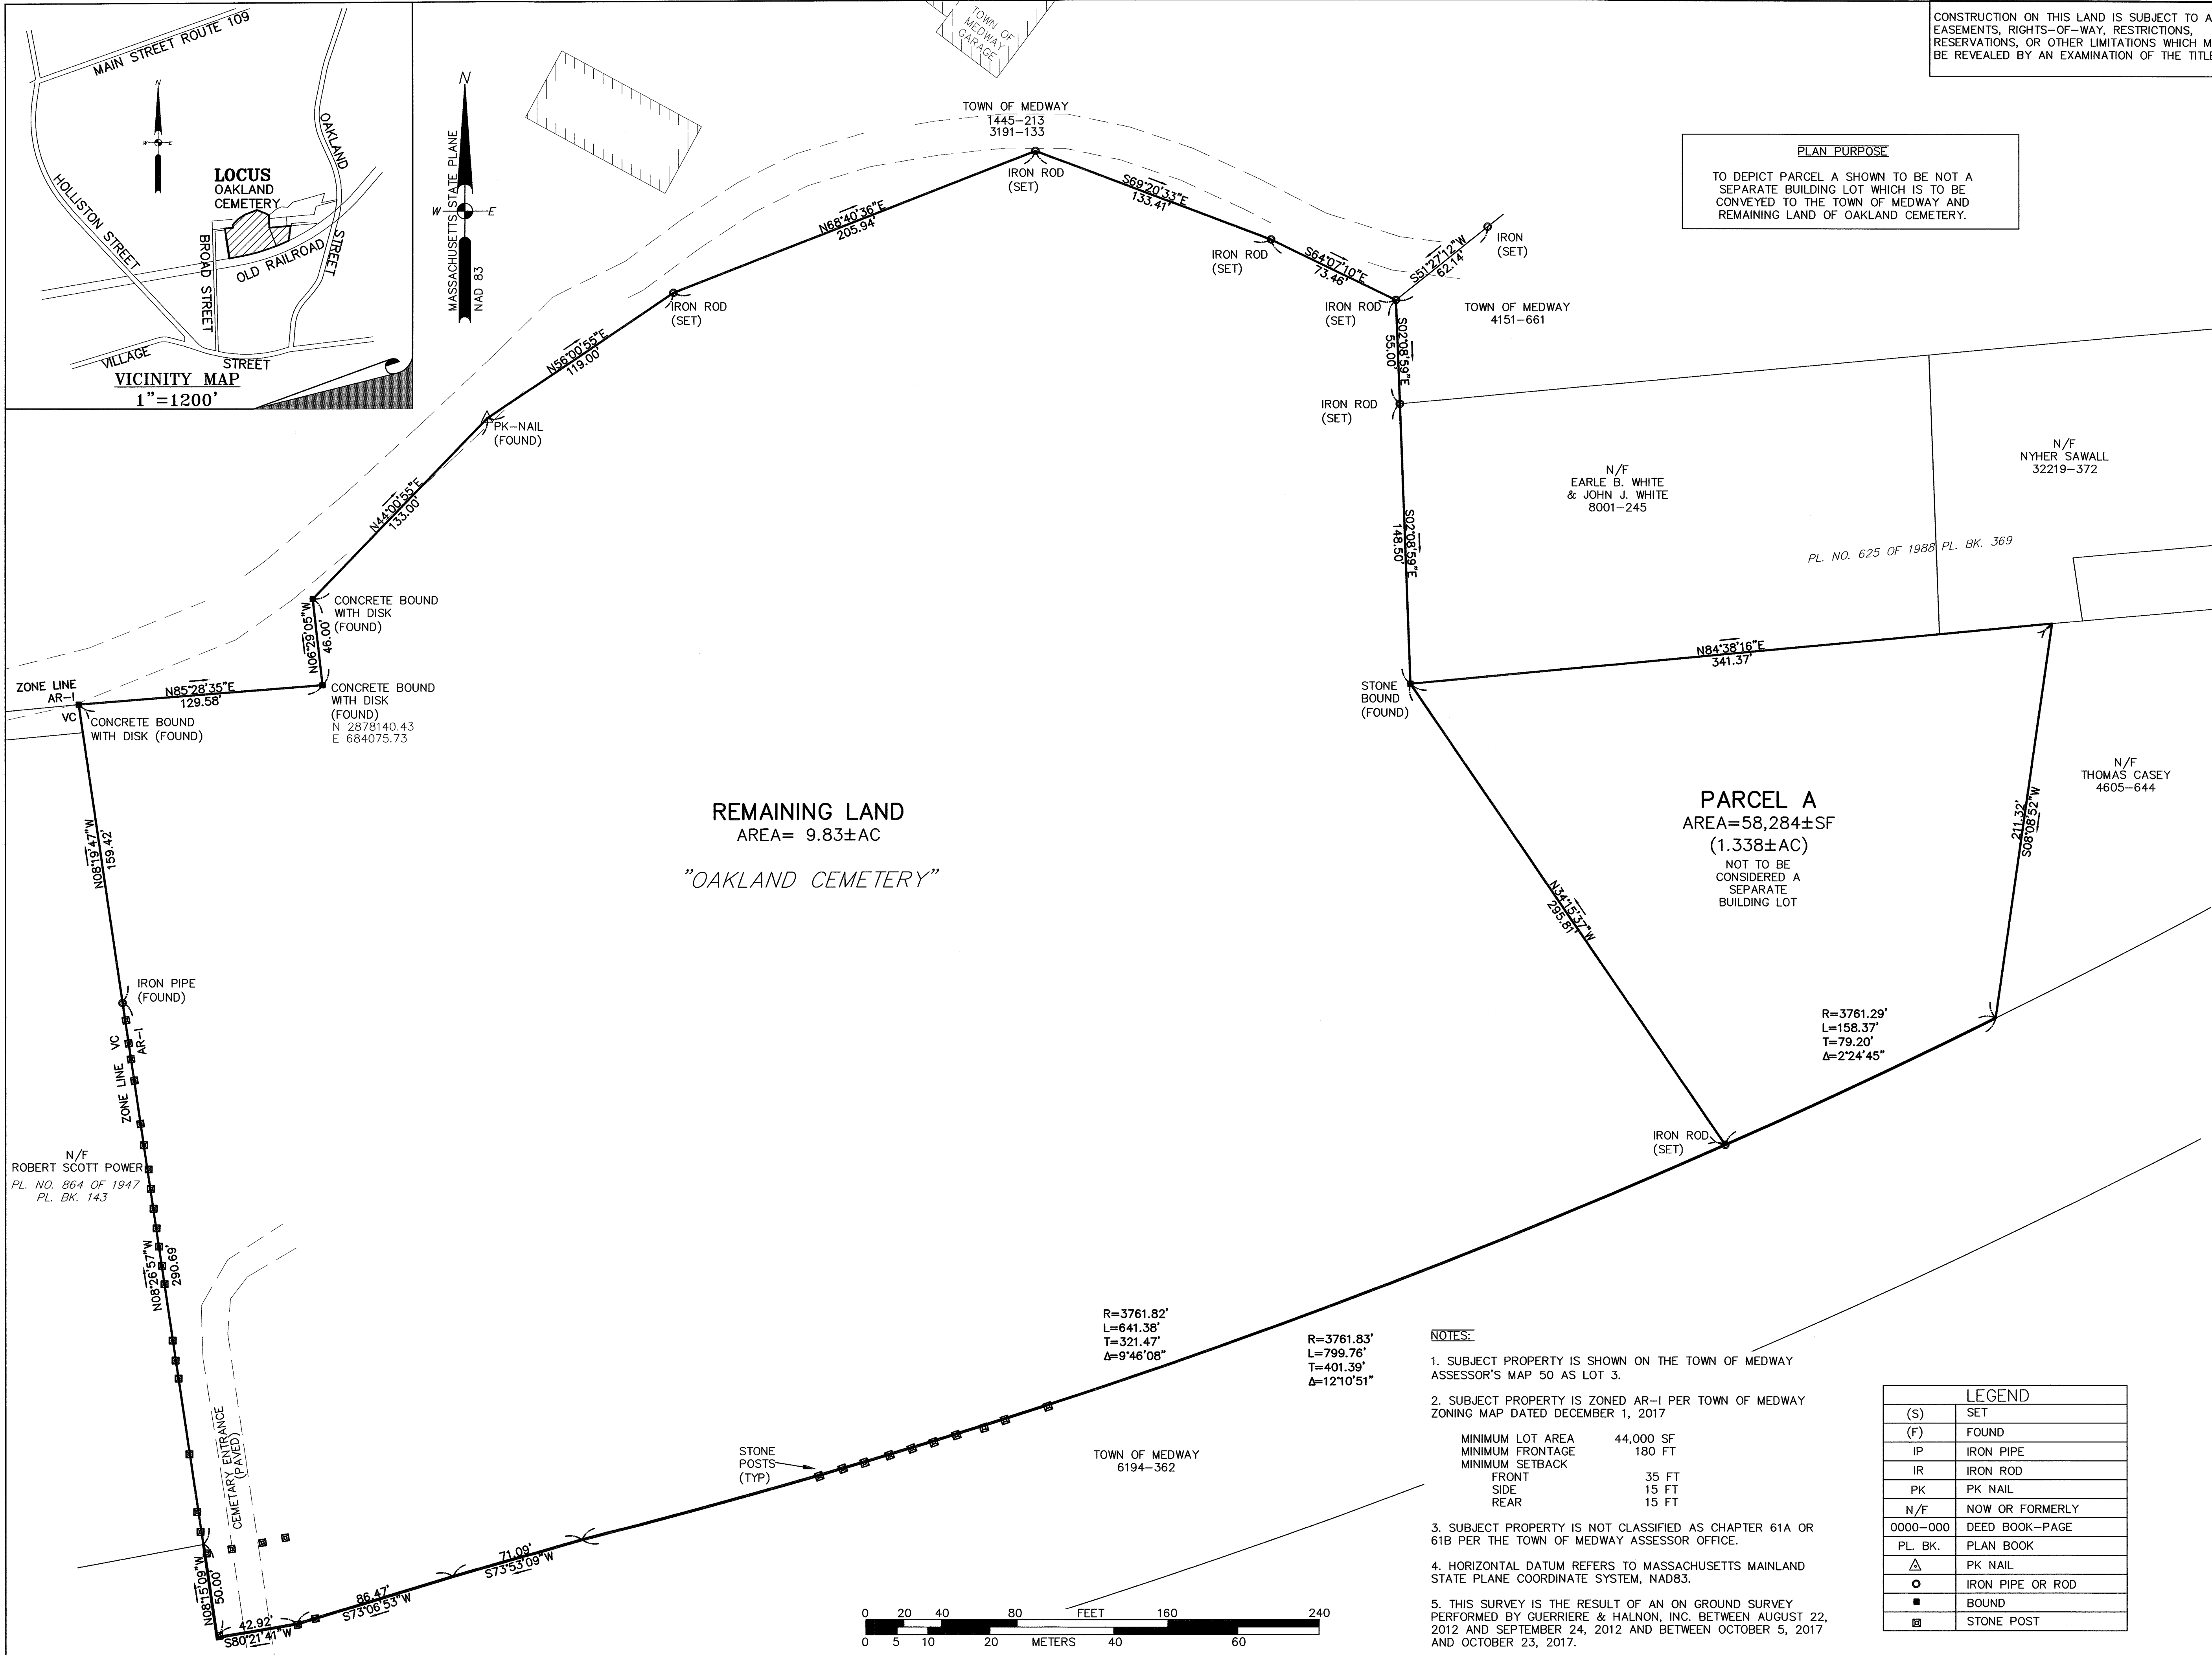 MAIN STREET ROUTE 109
N
W
E
OAKLAND
STREET
LOCUS
OAKLAND
CEMETERY
HOLLISTON STREET
BROAD STREET
OLD RAILROAD
VILLAGE
STREET
VICINITY MAP
1"=1200'
N
W
E
MASSACHUSETTS STATE PLANE
NAD 83
TOWN OF
MEDWAY
GARAGE
CONSTRUCTION ON THIS LAND IS SUBJECT TO
EASEMENTS, RIGHTS-OF-WAY, RESTRICTIONS,
RESERVATIONS, OR OTHER LIMITATIONS WHICH
BE REVEALED BY AN EXAMINATION OF THE TITLE
PLAN PURPOSE
TO DEPICT PARCEL A SHOWN TO BE NOT A
SEPARATE BUILDING LOT WHICH IS TO BE
CONVEYED TO THE TOWN OF MEDWAY AND
REMAINING LAND OF OAKLAND CEMETERY.
TOWN OF MEDWAY
1445-213
3191-133
IRON ROD
(SET)
N68°40'36"E
205.94'
S69°20'33"E
133.41'
IRON ROD
(SET)
S64°07'10"E
73.46'
S51°27'12"W
62.14'
IRON
(SET)
IRON ROD
(SET)
TOWN OF MEDWAY
4151-661
IRON ROD
(SET)
S02°08'59"E
55.00'
N56°00'55"E
119.00'
IRON ROD
(SET)
PK-NAIL
(FOUND)
N44°00'55"E
133.00'
N/F
EARLE B. WHITE
& JOHN J. WHITE
8001-245
N/F
NYHER SAWALL
32219-372
S02°08'59"E
148.50'
PL. NO. 625 OF 1988 PL. BK. 369
CONCRETE BOUND
WITH DISK
(FOUND)
N06°29'05"W
46.00'
N84°38'16"E
341.37'
ZONE LINE
AR-I
VC
N85°28'35"E
129.58'
CONCRETE BOUND
WITH DISK
(FOUND)
N 2878140.43
E 684075.73
CONCRETE BOUND
WITH DISK (FOUND)
STONE
BOUND
(FOUND)
N/F
THOMAS CASEY
4605-644
REMAINING LAND
AREA= 9.83±AC
"OAKLAND CEMETERY"
PARCEL A
AREA=58,284±SF
(1.338±AC)
NOT TO BE
CONSIDERED A
SEPARATE
BUILDING LOT
211.32'
S08°08'52"W
N08°19'47"W
159.42'
N34°15'37"W
295.81'
IRON PIPE
(FOUND)
VC
AR-I
ZONE LINE
R=3761.29'
L=158.37'
T=79.20'
Δ=2°24'45"
IRON ROD
(SET)
N/F
ROBERT SCOTT POWER
PL. NO. 864 OF 1947
PL. BK. 143
N08°26'57"W
290.69'
R=3761.82'
L=641.38'
T=321.47'
Δ=9°46'08"
R=3761.83'
L=799.76'
T=401.39'
Δ=12°10'51"
CEMETARY ENTRANCE
(PAVED)
STONE
POSTS
(TYP)
TOWN OF MEDWAY
6194-362
N08°15'09"W
50.00'
42.92'
S80°21'41"W
86.47'
S73°06'53"W
71.09'
S73°53'09"W
0 20 40 80 FEET 160 240
0 5 10 20 METERS 40 60
NOTES:
1. SUBJECT PROPERTY IS SHOWN ON THE TOWN OF MEDWAY
ASSESSOR'S MAP 50 AS LOT 3.
2. SUBJECT PROPERTY IS ZONED AR-I PER TOWN OF MEDWAY
ZONING MAP DATED DECEMBER 1, 2017
MINIMUM LOT AREA 44,000 SF
MINIMUM FRONTAGE 180 FT
MINIMUM SETBACK
FRONT 35 FT
SIDE 15 FT
REAR 15 FT
3. SUBJECT PROPERTY IS NOT CLASSIFIED AS CHAPTER 61A OR
61B PER THE TOWN OF MEDWAY ASSESSOR OFFICE.
4. HORIZONTAL DATUM REFERS TO MASSACHUSETTS MAINLAND
STATE PLANE COORDINATE SYSTEM, NAD83.
5. THIS SURVEY IS THE RESULT OF AN ON GROUND SURVEY
PERFORMED BY GUERRIERE & HALNON, INC. BETWEEN AUGUST 22,
2012 AND SEPTEMBER 24, 2012 AND BETWEEN OCTOBER 5, 2017
AND OCTOBER 23, 2017.
LEGEND
(S) SET
(F) FOUND
IP IRON PIPE
IR IRON ROD
PK PK NAIL
N/F NOW OR FORMERLY
0000-000 DEED BOOK-PAGE
PL. BK. PLAN BOOK
PK NAIL
IRON PIPE OR ROD
BOUND
STONE POST